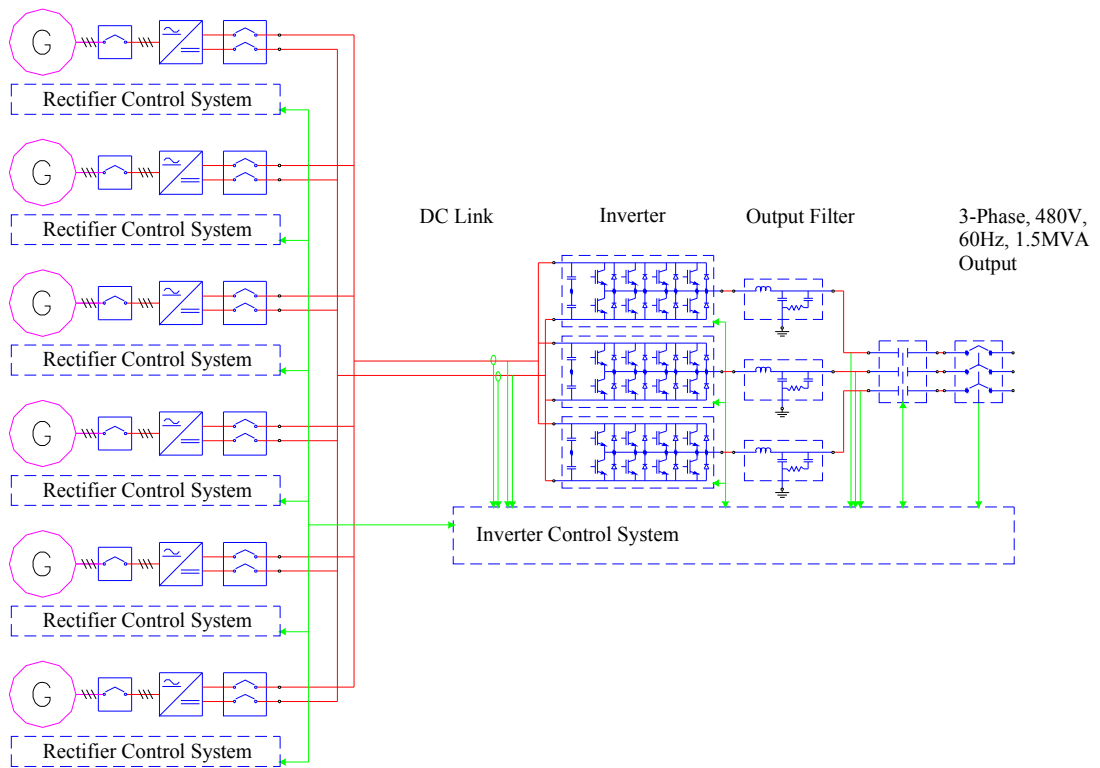 G
Rectifier Control System
G
Rectifier Control System
DC Link
Inverter
Output Filter
3-Phase, 480V,
60Hz, 1.5MVA
Output
G
Rectifier Control System
G
Rectifier Control System
Inverter Control System
G
Rectifier Control System
G
Rectifier Control System